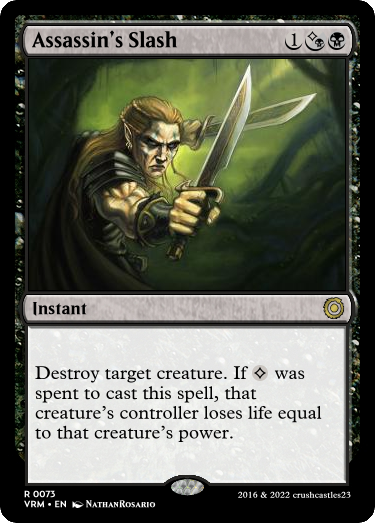 Assassin's Slash 1
Instant
Destroy target creature. If was
spent to cast this spell, that
creature's controller loses life equal
to that creature's power.
R 0073
VRM • EN NATHANROSARIO
2016 & 2022 crushcastles23